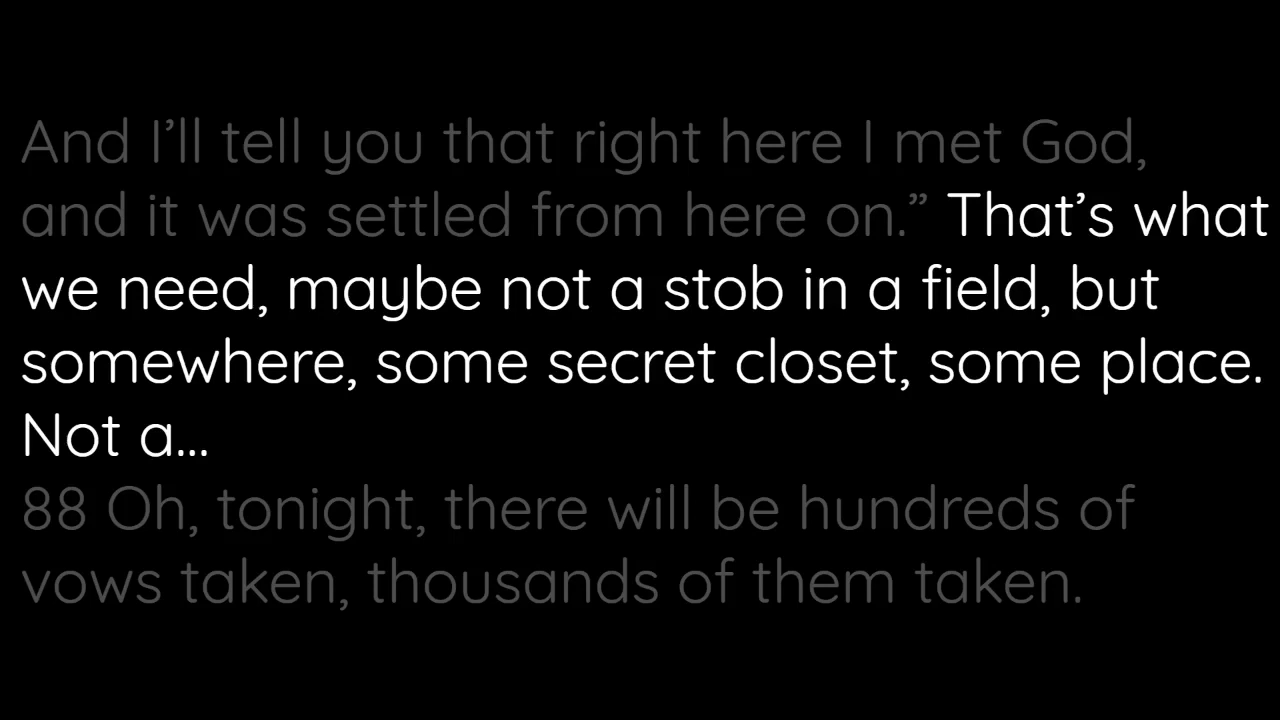 And I’ll tell you that right here I met God,
and it was settled from here on.” That’s what
we need, maybe not a stob in a field, but
somewhere, some secret closet, some place.
Not a...
88 Oh, tonight, there will be hundreds of
vows taken, thousands of them taken.